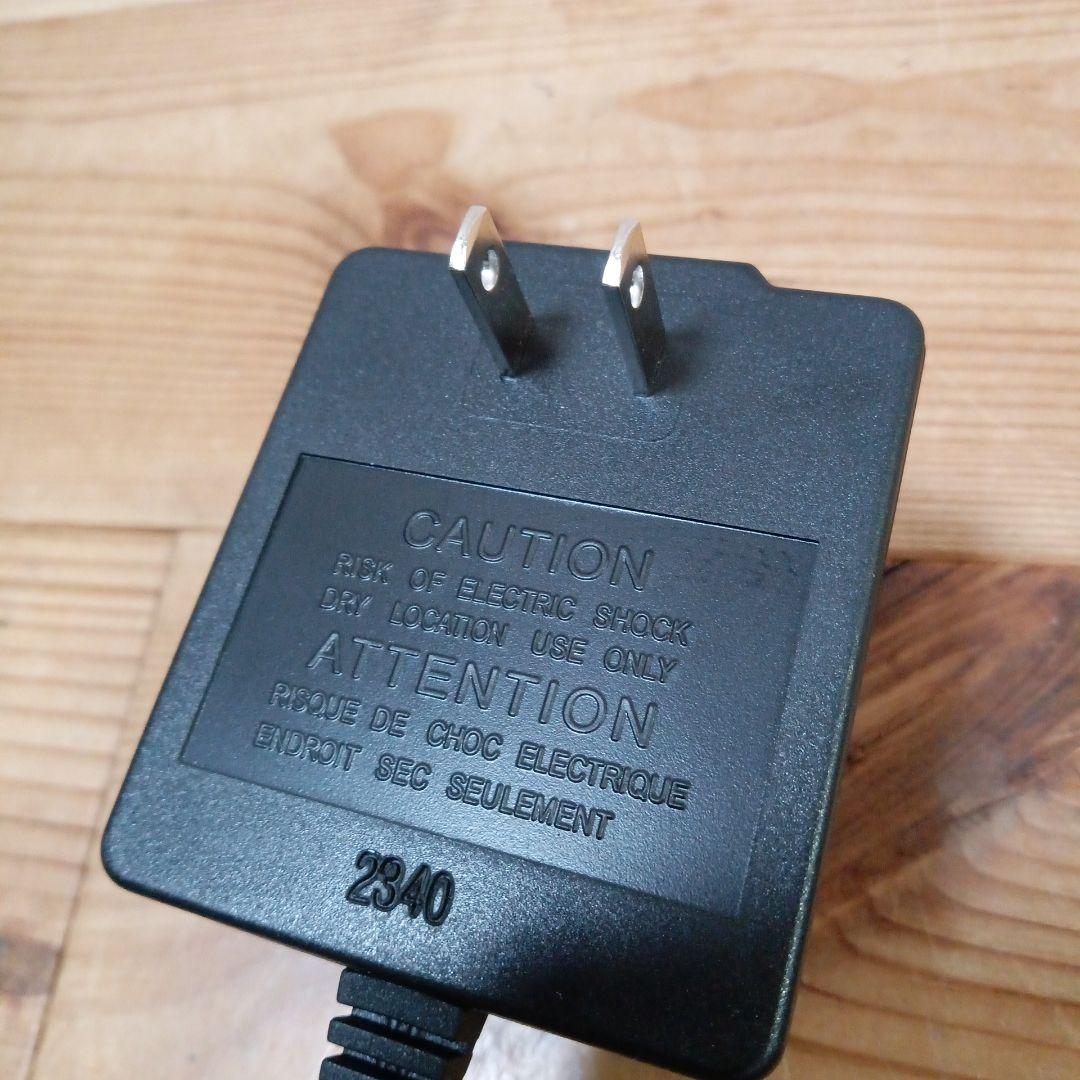 CAUTION
RISK OF ELECTRIC SHOCK
DRY LOCATION USE ONLY
ATTENTION
RISQUE DE CHOC ELECTRIQUE
ENDROIT SEC SEULEMENT
2340